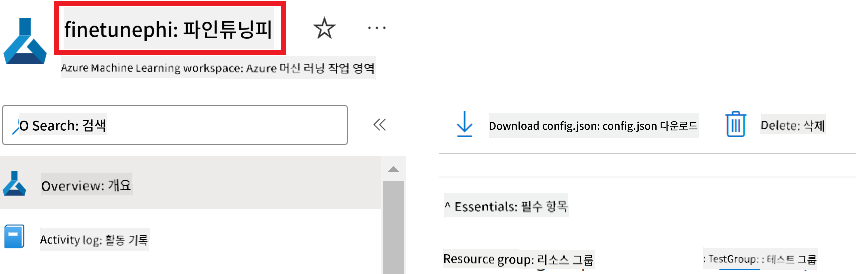 finetunephi: 파인튜닝피
Azure Machine Learning workspace: Azure 머신 러닝 작업 영역
O Search: 검색
Overview: 개요
Activity log: 활동 기록
Download config.json: config.json 다운로드
Delete: 삭제
^ Essentials: 필수 항목
Resource group: 리소스 그룹
: TestGroup: : 테스트 그룹